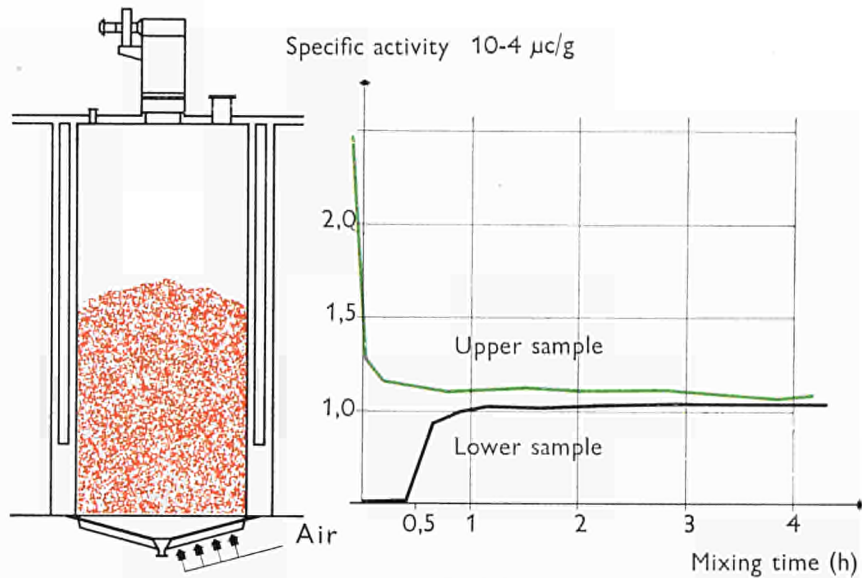 Specific activity 10-4 µc/g
2,0
1,5
Upper sample
1,0
Lower sample
0,5 1 2 3 4
Air
Mixing time (h)